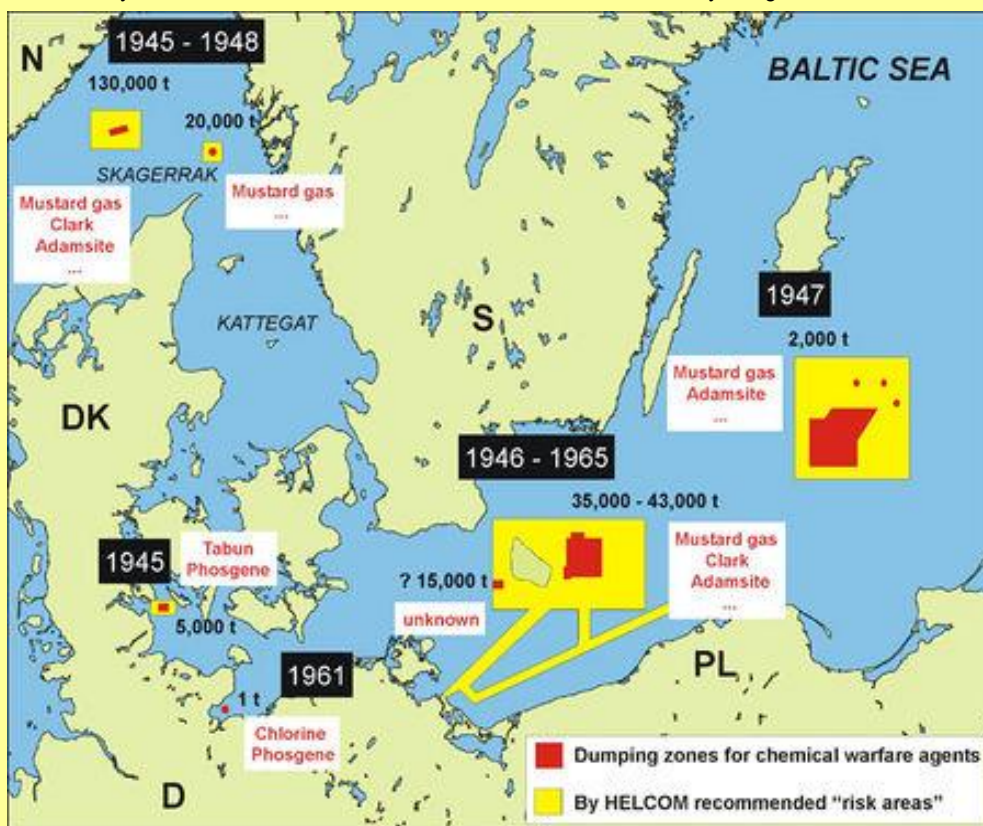 1945 - 1948
N
130,000 t
20,000 t
BALTIC SEA
SKAGERRAK
Mustard gas
Clark
Adamsite
...
Mustard gas
...
KATTEGAT
S
1947
2,000 t
Mustard gas
Adamsite
...
DK
1946 - 1965
35,000 - 43,000 t
Mustard gas
Clark
Adamsite
...
1945
Tabun
Phosgene
5,000 t
? 15,000 t
unknown
1961
1 t
Chlorine
Phosgene
PL
D
Dumping zones for chemical warfare agents
By HELCOM recommended "risk areas"